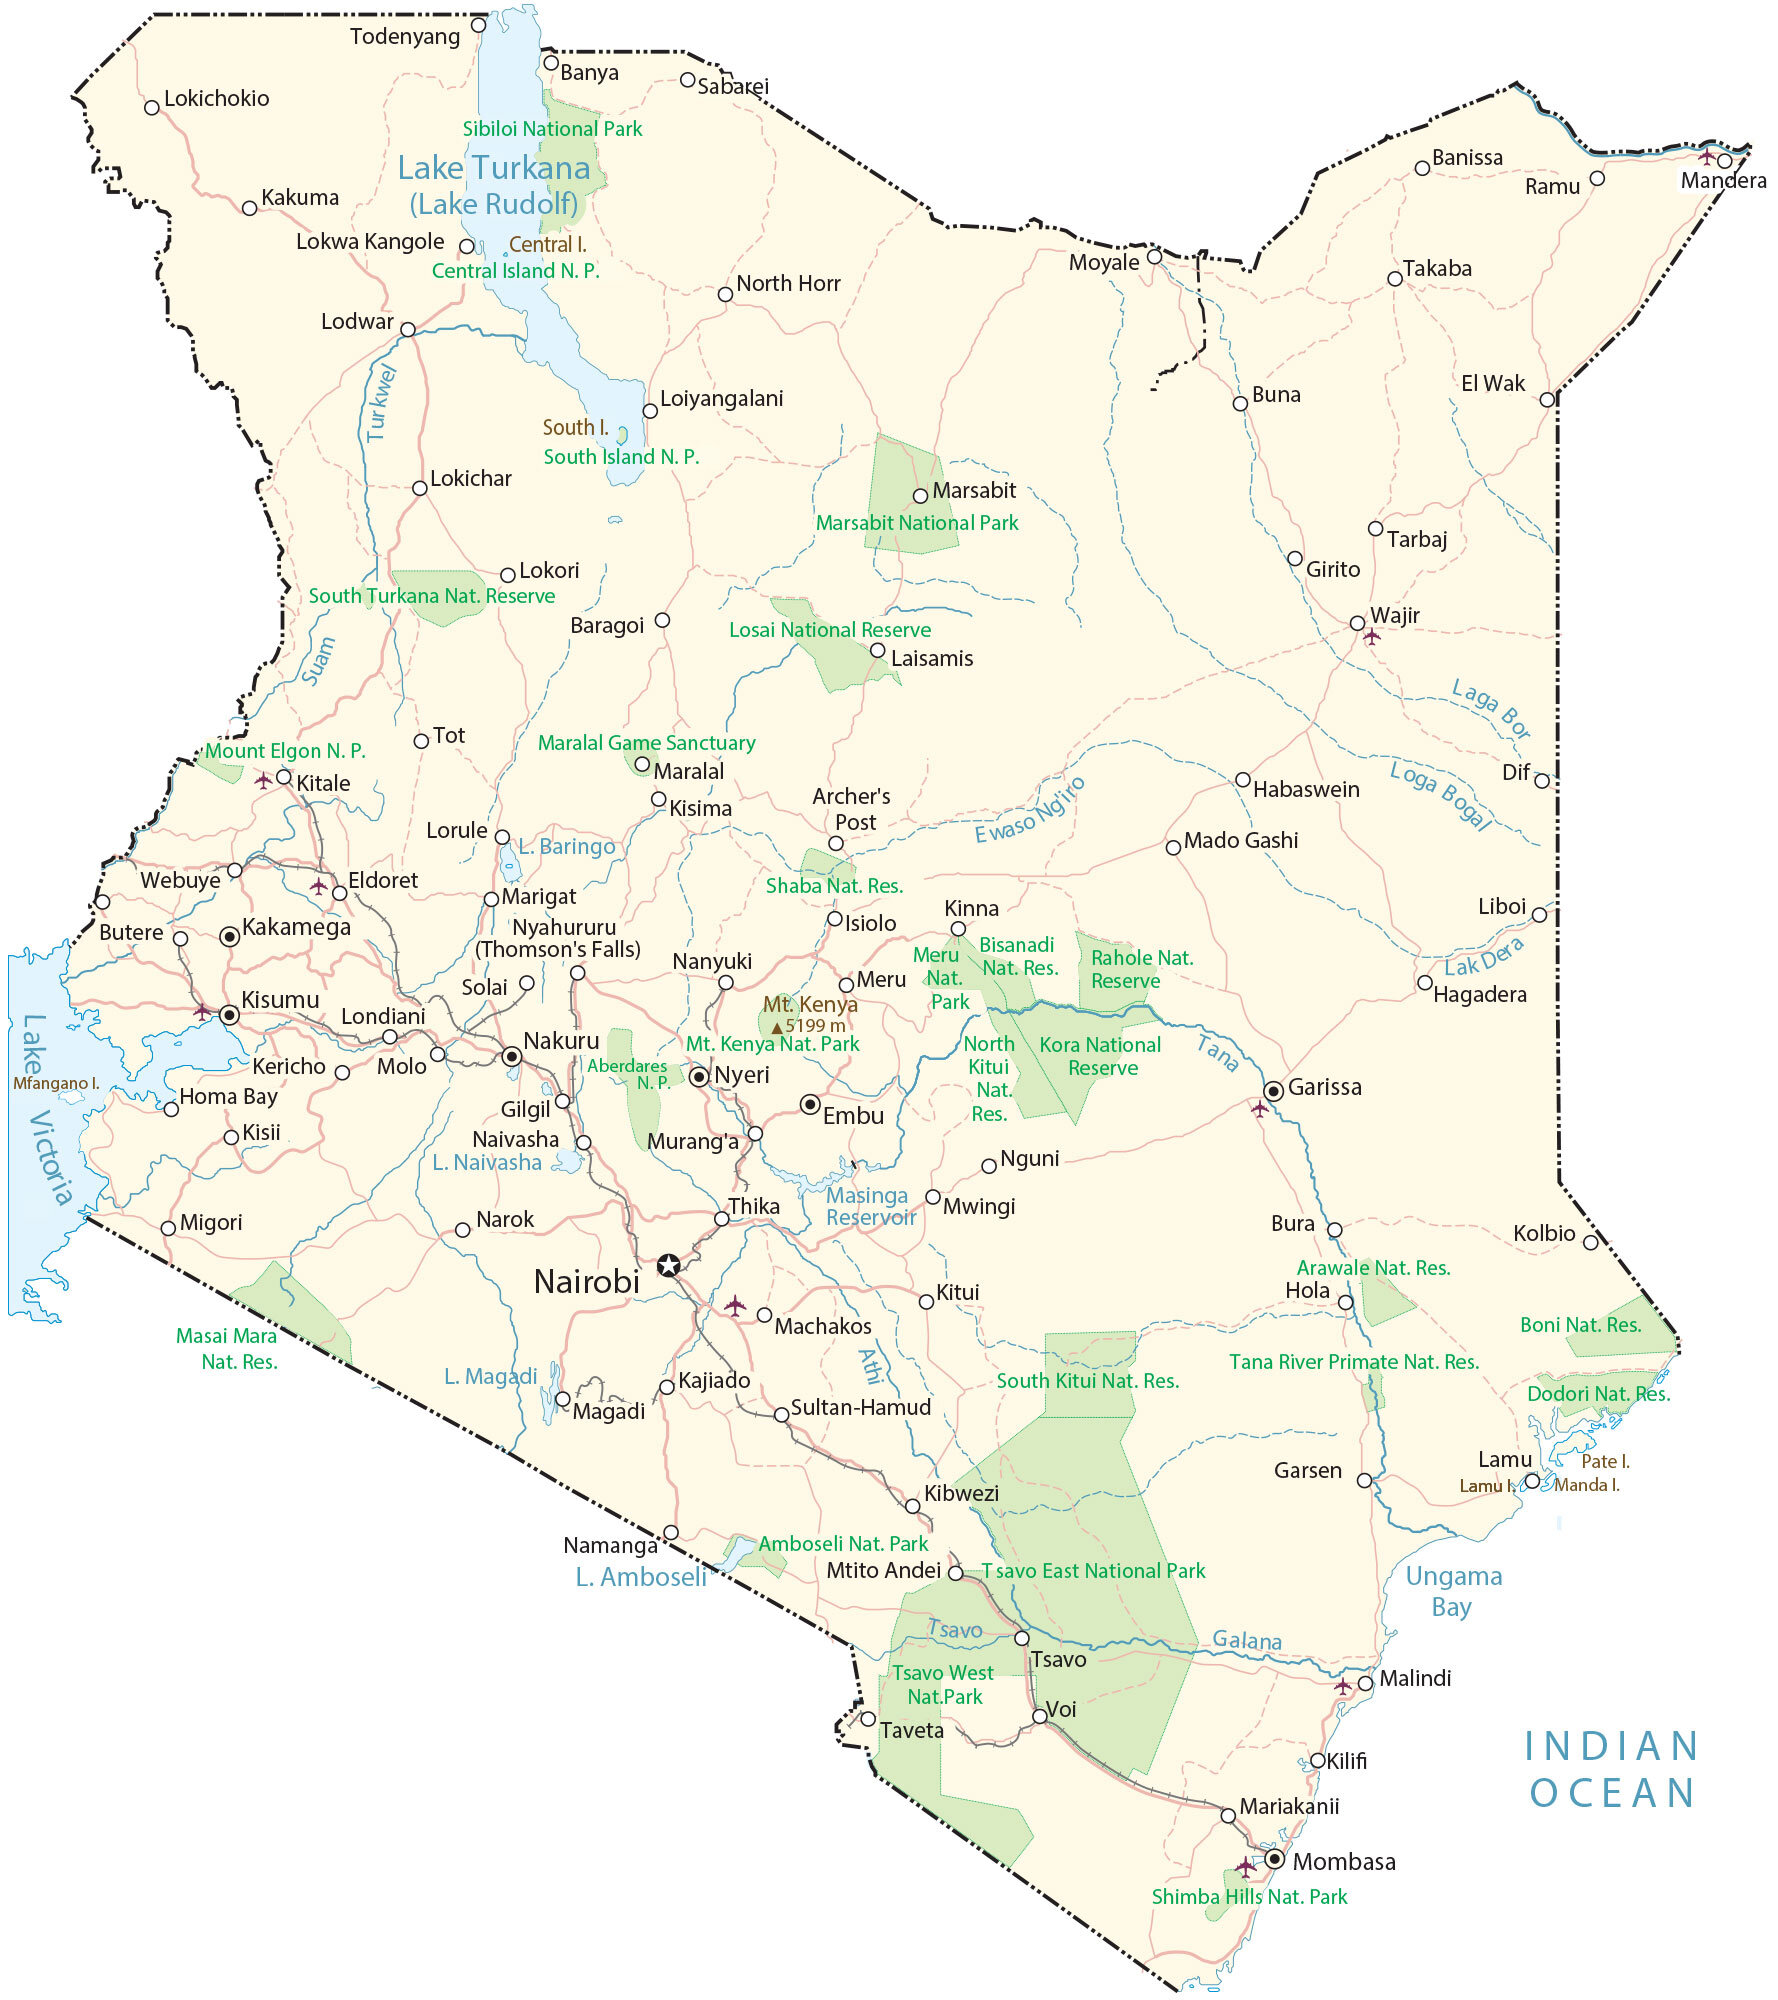 Todenyang
Banya
Sabarei
Lokichokio
Sibiloi National Park
Lake Turkana
(Lake Rudolf)
Kakuma
Lokwa Kangole
Central I.
Central Island N. P.
Banissa
Ramu
Mandera
Moyale
Takaba
North Horr
Lodwar
Turkwel
El Wak
Buna
Loiyangalani
South I.
South Island N. P.
Lokichar
Marsabit
Marsabit National Park
Tarbaj
Girito
Lokori
South Turkana Nat. Reserve
Baragoi
Losai National Reserve
Laisamis
Wajir
Suam
Laga Bor
Tot
Mount Elgon N. P.
Kitale
Maralal Game Sanctuary
Maralal
Kisima
Archer's
Post
Ewaso Ng'iro
Habaswein
Loga Bogal
Dif
Lorule
L. Baringo
Mado Gashi
Webuye
Eldoret
Marigat
Shaba Nat. Res.
Butere
Kakamega
Nyahururu
(Thomson's Falls)
Isiolo
Kinna
Liboi
Lak Dera
Hagadera
Solai
Nanyuki
Meru
Meru
Nat.
Park
Bisanadi
Nat. Res.
Rahole Nat.
Reserve
Kisumu
Londiani
Mt. Kenya
5199 m
Mt. Kenya Nat. Park
Nakuru
Kericho
Molo
Aberdares
N. P.
Nyeri
North
Kitui
Nat.
Res.
Kora National
Reserve
Tana
Garissa
Lake Victoria
Mfangano I.
Homa Bay
Kisii
Gilgil
Embu
Naivasha
L. Naivasha
Murang'a
Nguni
Masinga
Reservoir
Mwingi
Migori
Narok
Thika
Bura
Kolbio
Nairobi
Kitui
Arawale Nat. Res.
Hola
Machakos
Masai Mara
Nat. Res.
Athi
Boni Nat. Res.
Tana River Primate Nat. Res.
South Kitui Nat. Res.
Dodori Nat. Res.
L. Magadi
Magadi
Kajiado
Sultan-Hamud
Garsen
Lamu
Lamu I.
Pate I.
Manda I.
Kibwezi
Namanga
L. Amboseli
Amboseli Nat. Park
Mtito Andei
Tsavo East National Park
Ungama
Bay
Tsavo
Galana
Tsavo
Tsavo West
Nat.Park
Malindi
Voi
Taveta
Kilifi
INDIAN
OCEAN
Mariakanii
Mombasa
Shimba Hills Nat. Park